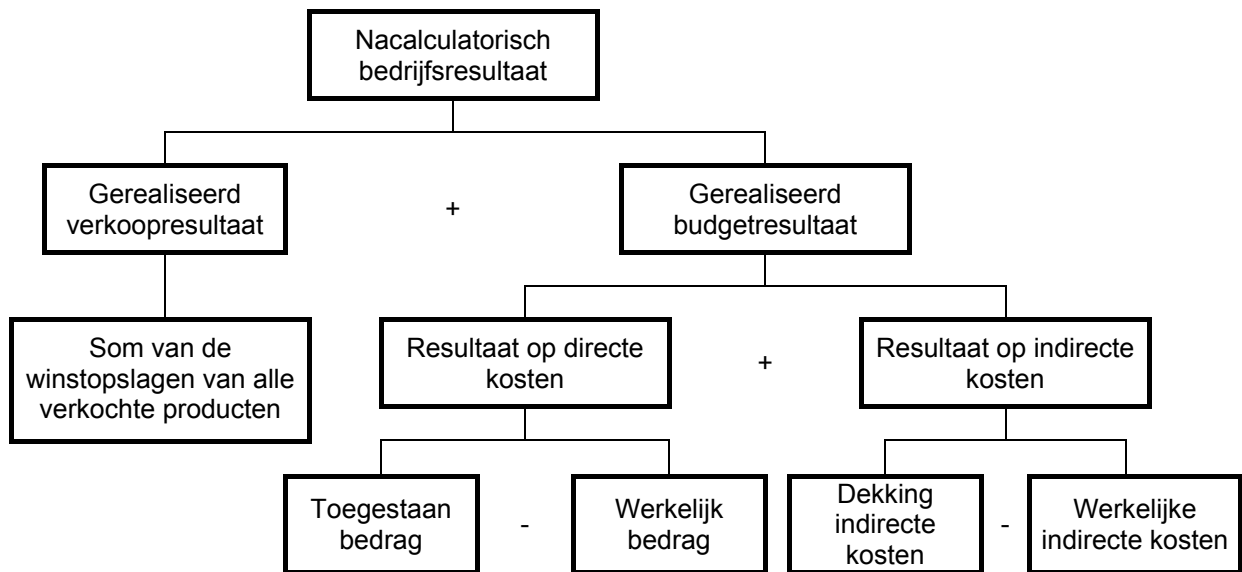 Nacalculatorisch
bedrijfsresultaat
Gerealiseerd
verkoopresultaat
+
Gerealiseerd
budgetresultaat
Som van de
winstopslagen van alle
verkochte producten
Resultaat op directe
kosten
+
Resultaat op indirecte
kosten
Toegestaan
bedrag
-
Werkelijk
bedrag
Dekking
indirecte
kosten
-
Werkelijke
indirecte kosten